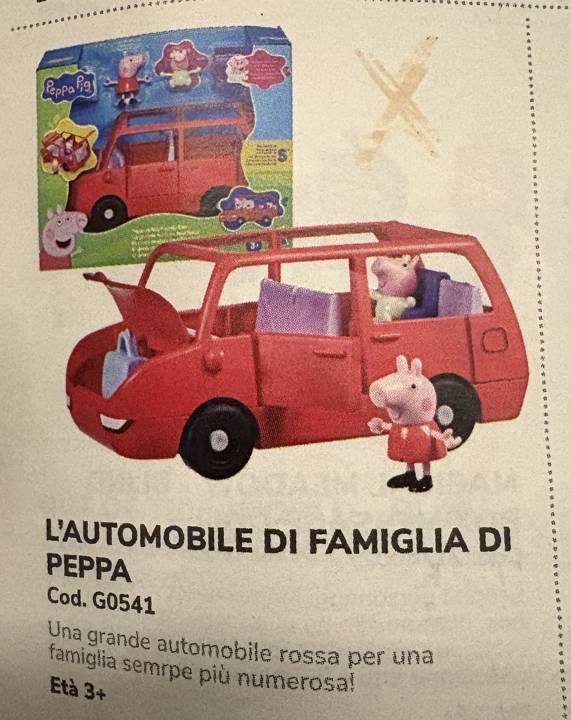 Peppa Pig
3+
L'AUTOMOBILE DI FAMIGLIA DI
PEPPA
Cod. G0541
Una grande automobile rossa per una
famiglia semrpe più numerosa!
Età 3+